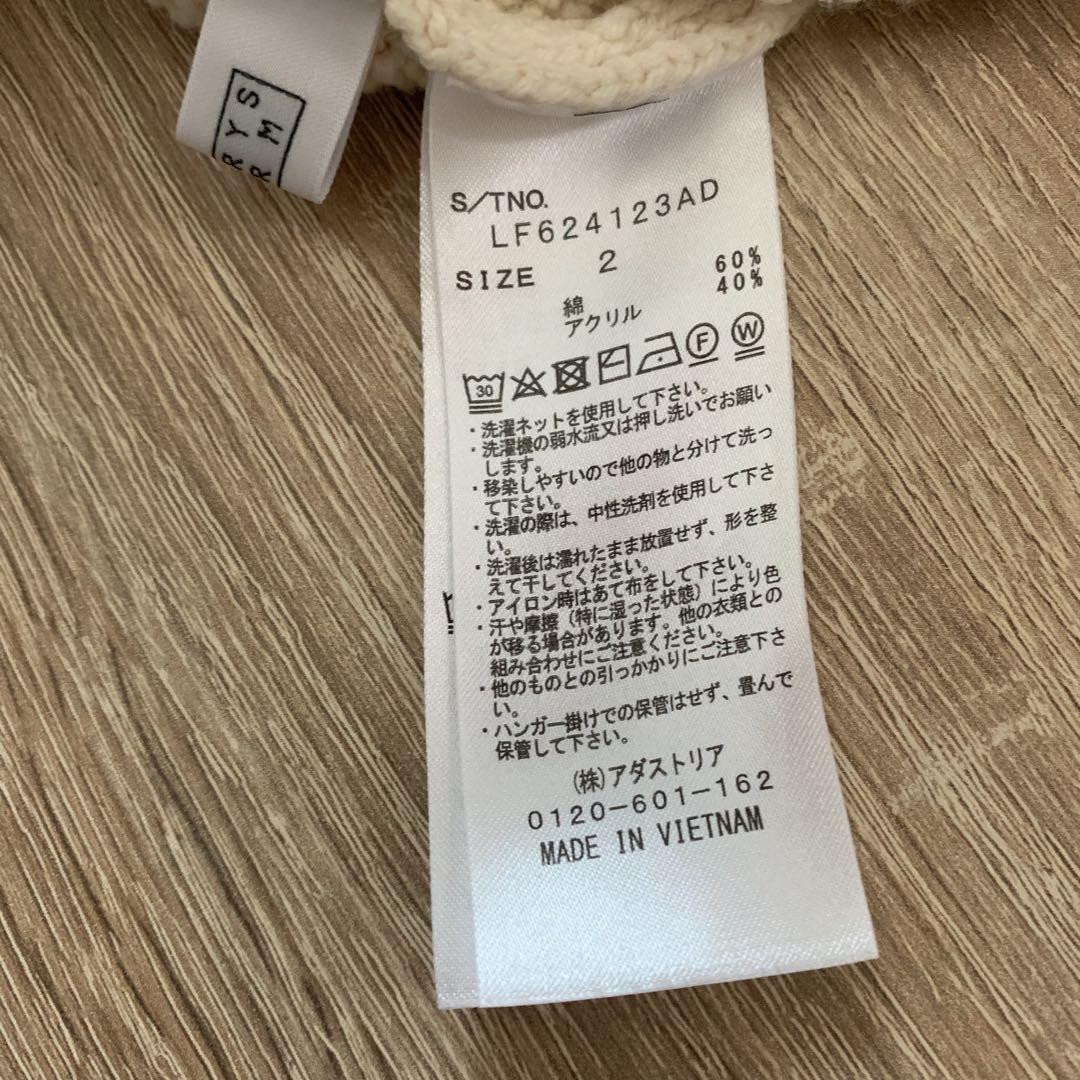 RYS
RM
S/TNO.
LF624123AD
SIZE 2
綿 60%
アクリル 40%
30 F W
・洗濯ネットを使用して下さい。
・洗濯機の弱水流又は押し洗いでお願い
します。
・移染しやすいので他の物と分けて洗っ
て下さい。
・洗濯の際は、中性洗剤を使用して下さ
い。
・洗濯後は濡れたまま放置せず、形を整
えて干してください。
・アイロン時はあて布をして下さい。
・汗や摩擦（特に湿った状態）により色
が移る場合があります。他の衣類との
組み合わせにご注意ください。
・他のものとの引っかかりにご注意下さ
い。
・ハンガー掛けでの保管はせず、畳んで
保管して下さい。
(株)アダストリア
0120-601-162
MADE IN VIETNAM